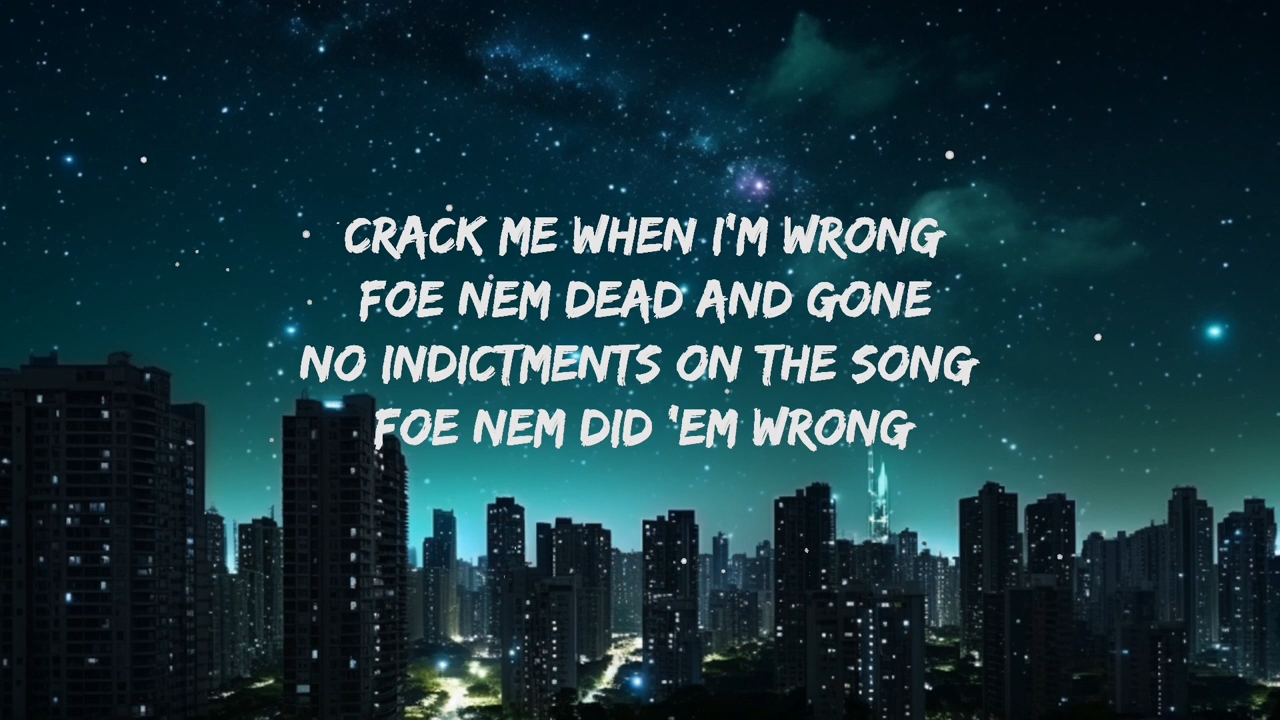 CRACK ME WHEN I'M WRONG
FOE NEM DEAD AND GONE
NO INDICTMENTS ON THE SONG
FOE NEM DID 'EM WRONG